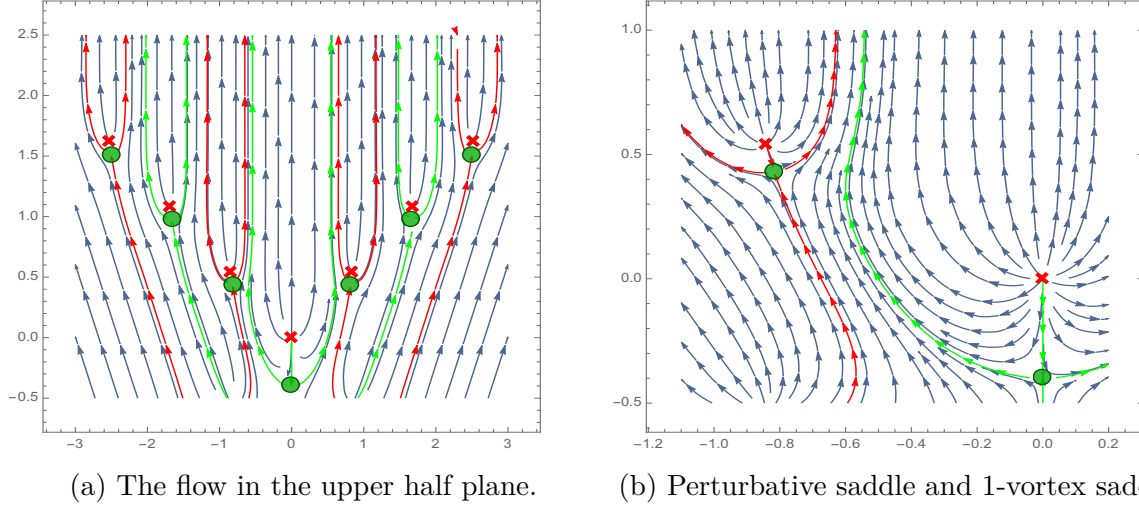 2.5
2.0
1.5
1.0
0.5
0.0
−0.5
−3 −2 −1 0 1 2 3
1.0
0.5
0.0
−0.5
−1.2 −1.0 −0.8 −0.6 −0.4 −0.2 0.0 0.2
(a) The flow in the upper half plane.
(b) Perturbative saddle and 1-vortex sad